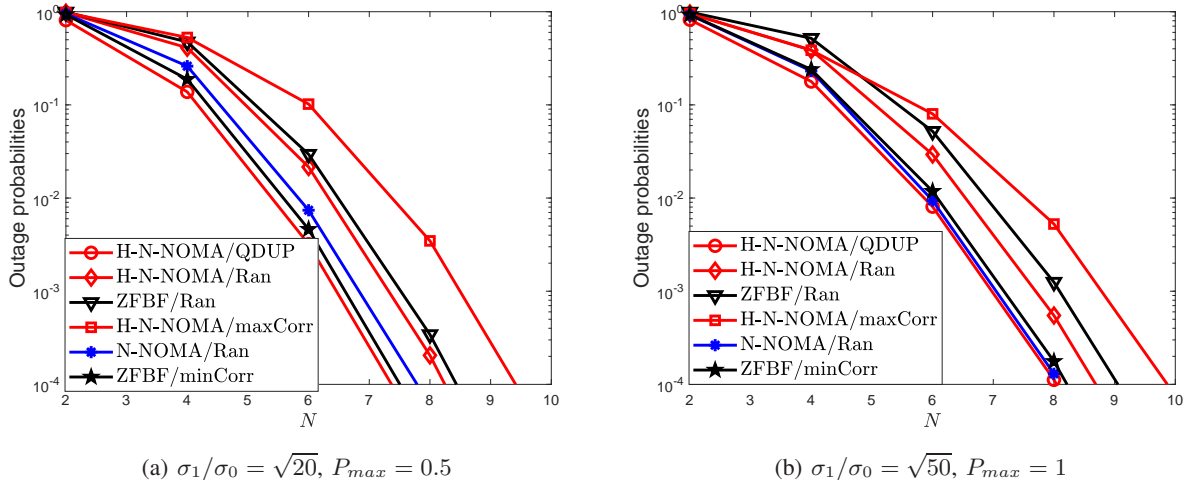 10^0
10^-1
10^-2
10^-3
10^-4
Outage probabilities
H-N-NOMA/QDUP
H-N-NOMA/Ran
ZFBF/Ran
H-N-NOMA/maxCorr
N-NOMA/Ran
ZFBF/minCorr
2 3 4 5 6 7 8 9 10
N
(a) σ1/σ0 = √20, Pmax = 0.5
10^0
10^-1
10^-2
10^-3
10^-4
Outage probabilities
H-N-NOMA/QDUP
H-N-NOMA/Ran
ZFBF/Ran
H-N-NOMA/maxCorr
N-NOMA/Ran
ZFBF/minCorr
2 3 4 5 6 7 8 9 10
N
(b) σ1/σ0 = √50, Pmax = 1